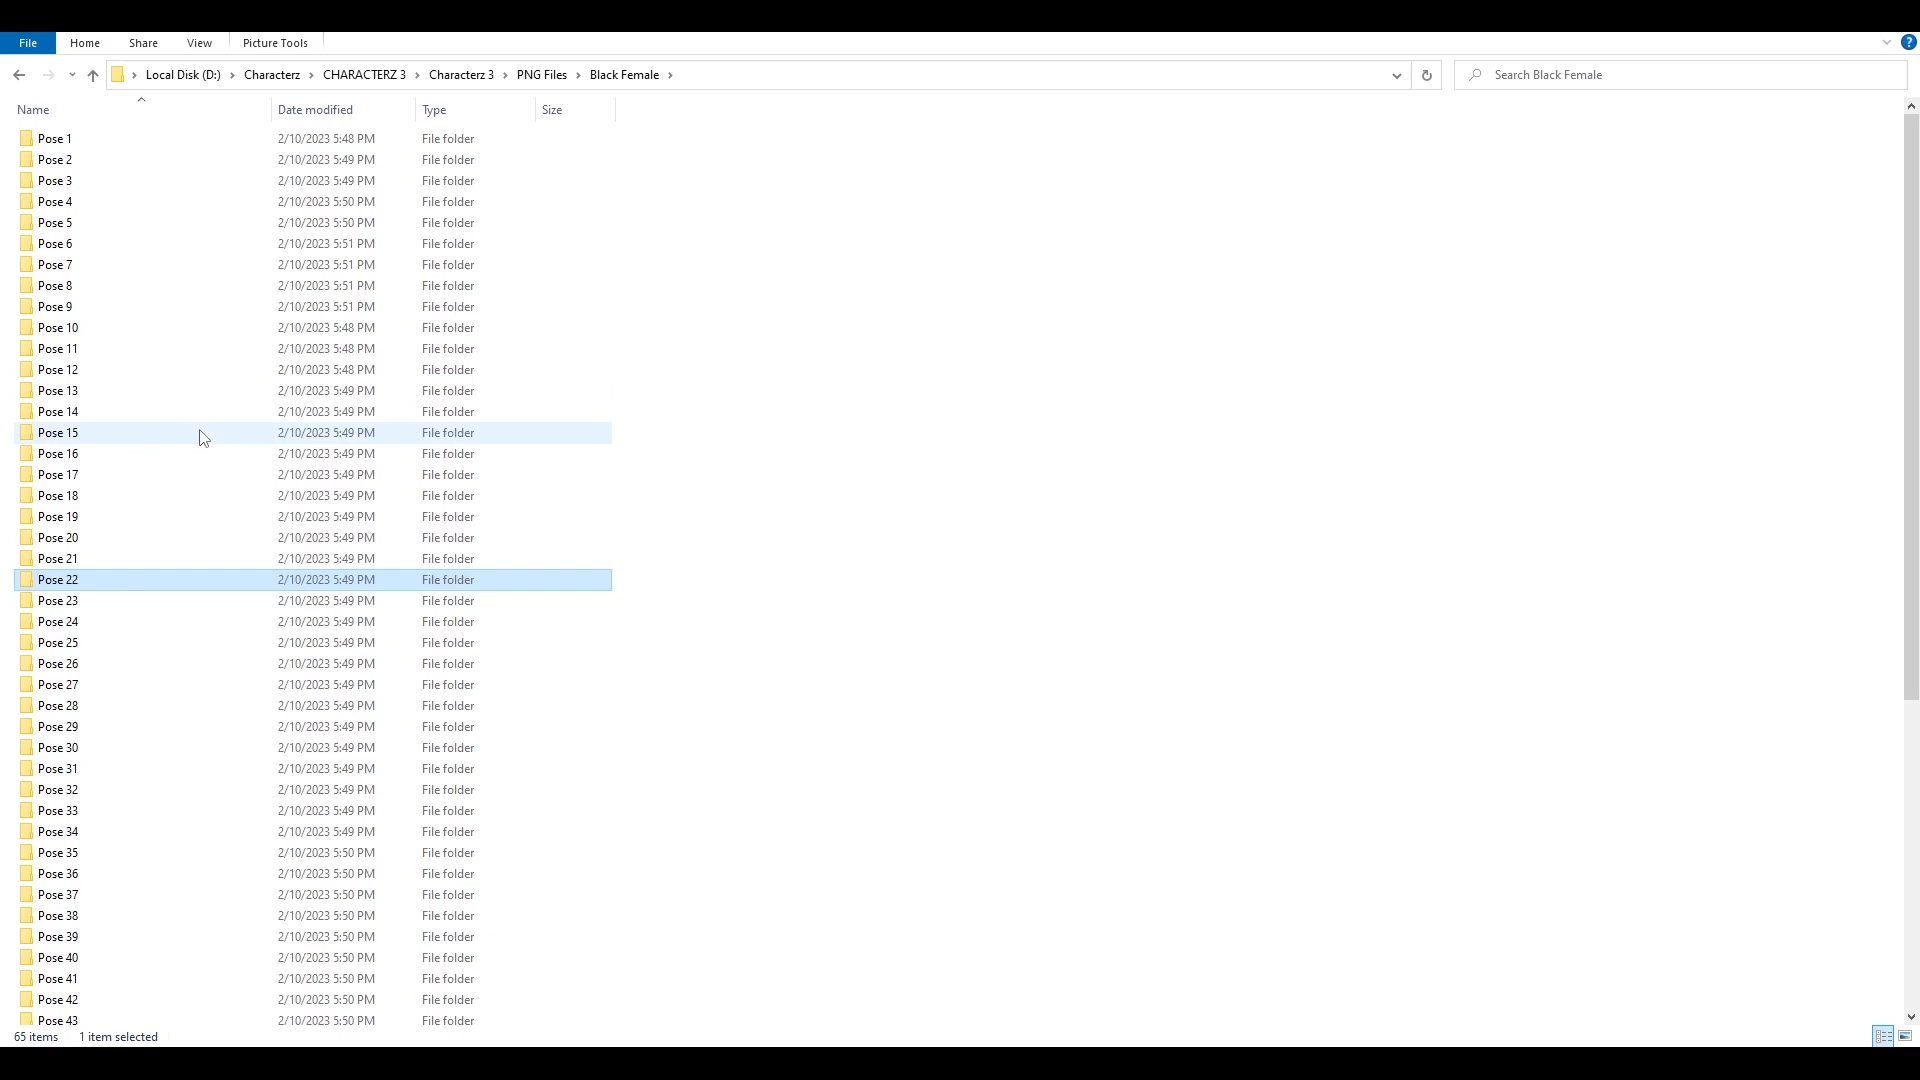 File Home Share View Picture Tools
Local Disk (D:) Characterz CHARACTERZ 3 Characterz 3 PNG Files Black Female Search Black Female
Name Date modified Type Size
Pose 1 2/10/2023 5:48 PM File folder
Pose 2 2/10/2023 5:49 PM File folder
Pose 3 2/10/2023 5:49 PM File folder
Pose 4 2/10/2023 5:50 PM File folder
Pose 5 2/10/2023 5:50 PM File folder
Pose 6 2/10/2023 5:51 PM File folder
Pose 7 2/10/2023 5:51 PM File folder
Pose 8 2/10/2023 5:51 PM File folder
Pose 9 2/10/2023 5:51 PM File folder
Pose 10 2/10/2023 5:48 PM File folder
Pose 11 2/10/2023 5:48 PM File folder
Pose 12 2/10/2023 5:48 PM File folder
Pose 13 2/10/2023 5:49 PM File folder
Pose 14 2/10/2023 5:49 PM File folder
Pose 15 2/10/2023 5:49 PM File folder
Pose 16 2/10/2023 5:49 PM File folder
Pose 17 2/10/2023 5:49 PM File folder
Pose 18 2/10/2023 5:49 PM File folder
Pose 19 2/10/2023 5:49 PM File folder
Pose 20 2/10/2023 5:49 PM File folder
Pose 21 2/10/2023 5:49 PM File folder
Pose 22 2/10/2023 5:49 PM File folder
Pose 23 2/10/2023 5:49 PM File folder
Pose 24 2/10/2023 5:49 PM File folder
Pose 25 2/10/2023 5:49 PM File folder
Pose 26 2/10/2023 5:49 PM File folder
Pose 27 2/10/2023 5:49 PM File folder
Pose 28 2/10/2023 5:49 PM File folder
Pose 29 2/10/2023 5:49 PM File folder
Pose 30 2/10/2023 5:49 PM File folder
Pose 31 2/10/2023 5:49 PM File folder
Pose 32 2/10/2023 5:49 PM File folder
Pose 33 2/10/2023 5:49 PM File folder
Pose 34 2/10/2023 5:49 PM File folder
Pose 35 2/10/2023 5:50 PM File folder
Pose 36 2/10/2023 5:50 PM File folder
Pose 37 2/10/2023 5:50 PM File folder
Pose 38 2/10/2023 5:50 PM File folder
Pose 39 2/10/2023 5:50 PM File folder
Pose 40 2/10/2023 5:50 PM File folder
Pose 41 2/10/2023 5:50 PM File folder
Pose 42 2/10/2023 5:50 PM File folder
Pose 43 2/10/2023 5:50 PM File folder
65 items 1 item selected